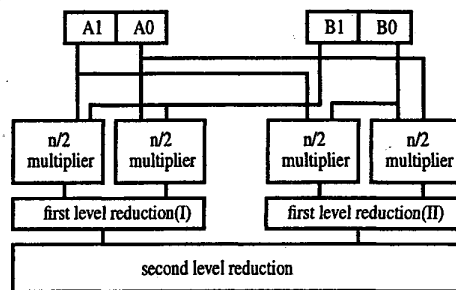 A1 A0 B1 B0
n/2 n/2 n/2 n/2
multiplier multiplier multiplier multiplier
first level reduction(I) first level reduction(II)
second level reduction